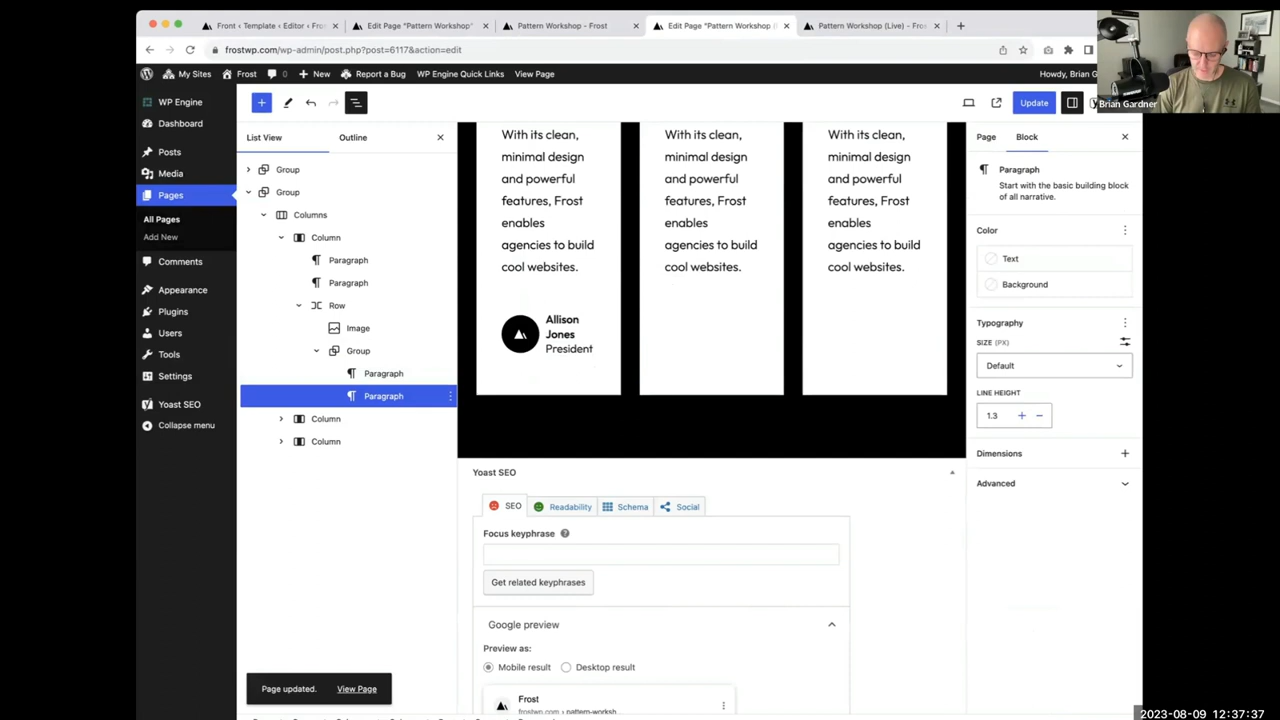 Front ‹ Template ‹ Editor ‹ Fro
Edit Page "Pattern Workshop"
Pattern Workshop - Frost
Edit Page "Pattern Workshop (
Pattern Workshop (Live) - Fros
frostwp.com/wp-admin/post.php?post=6117&action=edit
My Sites
Frost
0
New
Report a Bug
WP Engine Quick Links
View Page
Howdy, Brian G
Brian Gardner
WP Engine
Dashboard
Posts
Media
Pages
All Pages
Add New
Comments
Appearance
Plugins
Users
Tools
Settings
Yoast SEO
Collapse menu
Update
List View
Outline
Group
Group
Columns
Column
Paragraph
Paragraph
Row
Image
Group
Paragraph
Paragraph
Column
Column
Page updated.
View Page
With its clean,
minimal design
and powerful
features, Frost
enables
agencies to build
cool websites.
Allison
Jones
President
With its clean,
minimal design
and powerful
features, Frost
enables
agencies to build
cool websites.
With its clean,
minimal design
and powerful
features, Frost
enables
agencies to build
cool websites.
Yoast SEO
SEO
Readability
Schema
Social
Focus keyphrase
Get related keyphrases
Google preview
Preview as:
Mobile result
Desktop result
Frost
frostwp.com › pattern-worksh
Page
Block
Paragraph
Start with the basic building block
of all narrative.
Color
Text
Background
Typography
SIZE (PX)
Default
LINE HEIGHT
1.3
Dimensions
Advanced
2023-08-09 12:37:37